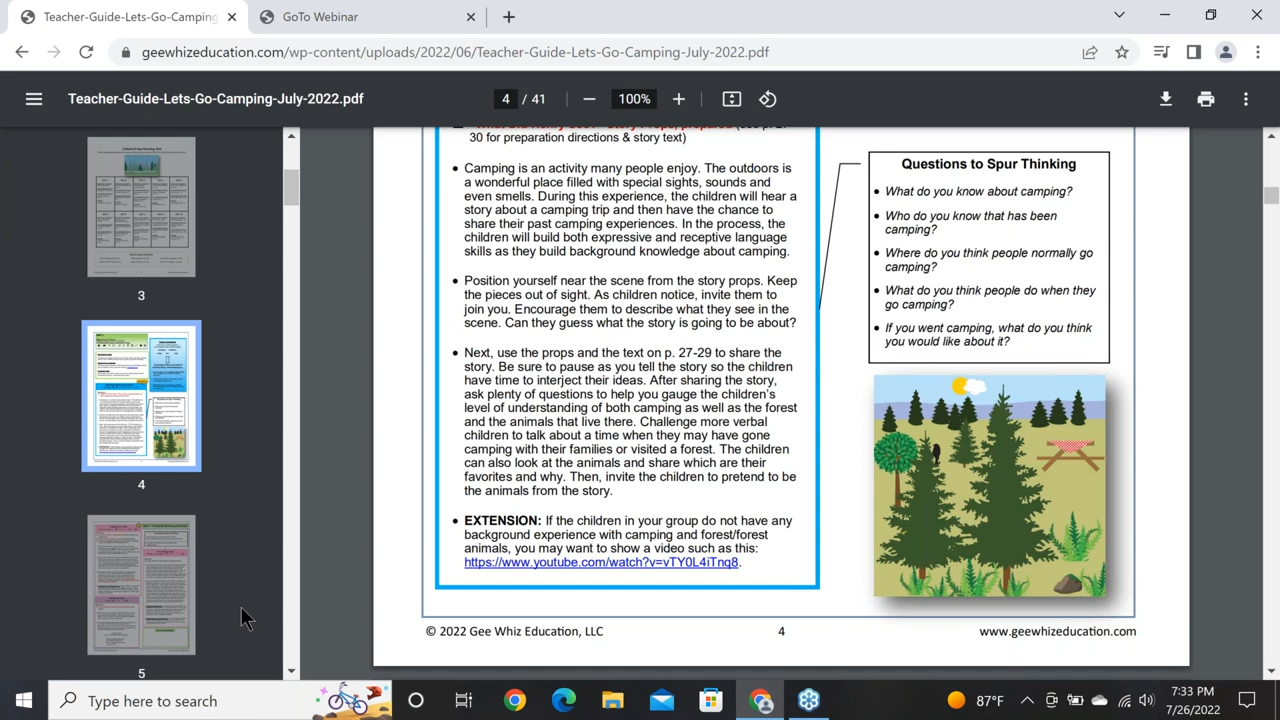 Teacher-Guide-Lets-Go-Camping-
GoTo Webinar
geewhizeducation.com/wp-content/uploads/2022/06/Teacher-Guide-Lets-Go-Camping-July-2022.pdf
Teacher-Guide-Lets-Go-Camping-July-2022.pdf
4 / 41
100%
3
4
5
30 for preparation directions & story text)
• Camping is an activity many people enjoy. The outdoors is
a wonderful place filled with special sights, sounds and
even smells. During this experience, the children will hear a
story about a camping trip and then have the chance to
share their past camping experiences. In the process, the
children will build both expressive and receptive language
skills as they build background knowledge about camping.
• Position yourself near the scene from the story props. Keep
the pieces out of sight. As children notice, invite them to
join you. Encourage them to describe what they see in the
scene. Can they guess what the story is going to be about?
• Next, use the props and the text on p. 27-29 to share the
story. Be sure to pause as you tell the story so the children
have time to interject their ideas. After sharing the story,
ask plenty of questions to help you gauge the children's
level of understanding of both camping as well as the forest
and the animals that live there. Challenge more verbal
children to talk about a time when they may have gone
camping with their families or visited a forest. The children
can also look at the animals and share which are their
favorites and why. Then, invite the children to pretend to be
the animals from the story.
• EXTENSION: If the children in your group do not have any
background experience with camping and forest/forest
animals, you may want to show a video such as this:
https://www.youtube.com/watch?v=vTY0L4iTnq8.
Questions to Spur Thinking
• What do you know about camping?
• Who do you know that has been
camping?
• Where do you think people normally go
camping?
• What do you think people do when they
go camping?
• If you went camping, what do you think
you would like about it?
© 2022 Gee Whiz Education, LLC
4
www.geewhizeducation.com
Type here to search
87°F
7:33 PM
7/26/2022